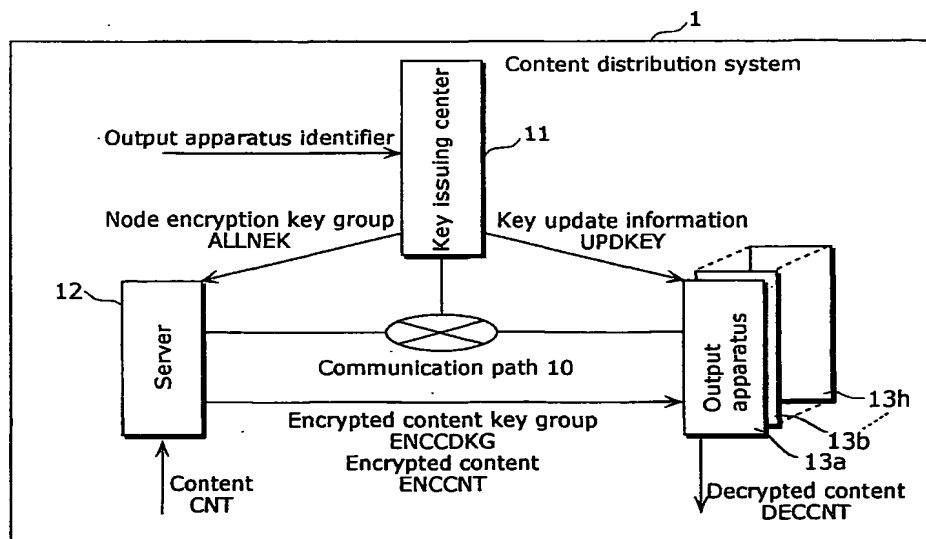 1
Content distribution system
Key issuing center
11
Output apparatus identifier
Node encryption key group
ALLNEK
Key update information
UPDKEY
12
Server
Communication path 10
Output
apparatus
13h
13b
13a
Encrypted content key group
ENCCDKG
Encrypted content
ENCCNT
Content
CNT
Decrypted content
DECCNT